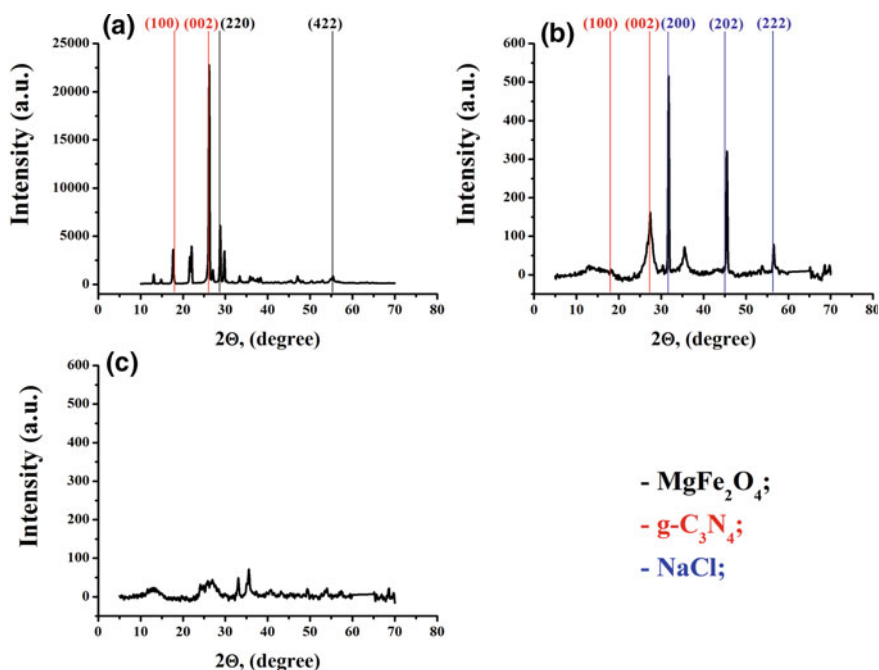 (a)
(100) (002) (220) (422)
25000
20000
15000
10000
5000
0
Intensity (a.u.)
0 10 20 30 40 50 60 70 80
2Θ, (degree)
(b)
(100) (002) (200) (202) (222)
600
500
400
300
200
100
0
Intensity (a.u.)
0 10 20 30 40 50 60 70 80
2Θ, (degree)
(c)
600
500
400
300
200
100
0
Intensity (a.u.)
0 10 20 30 40 50 60 70 80
2Θ, (degree)
- MgFe₂O₄;
- g-C₃N₄;
- NaCl;